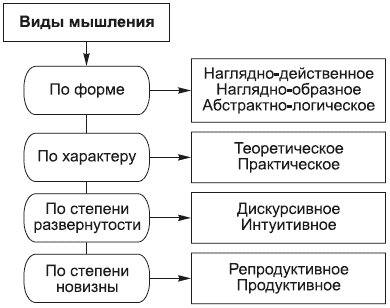 Виды мышления
По форме
Наглядно-действенное
Наглядно-образное
Абстрактно-логическое
По характеру
Теоретическое
Практическое
По степени
развернутости
Дискурсивное
Интуитивное
По степени
новизны
Репродуктивное
Продуктивное